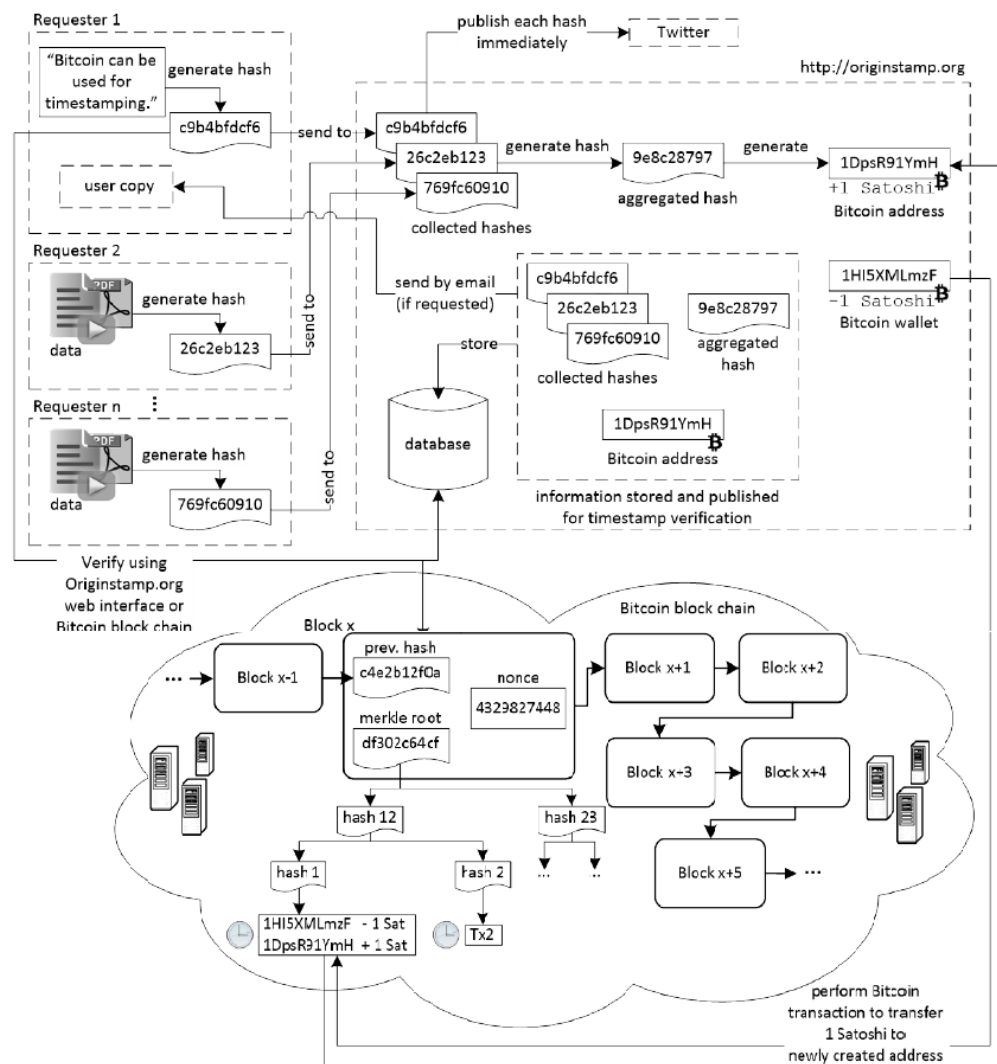 Requester 1
“Bitcoin can be
used for
timestamping.”
generate hash
c9b4bfdcf6
user copy
send to
publish each hash
immediately
Twitter
http://originstamp.org
c9b4bfdcf6
26c2eb123
769fc60910
collected hashes
generate hash
9e8c28797
aggregated hash
generate
1DpsR91YmH
+1 Satoshi
Bitcoin address
Requester 2
PDF
data
generate hash
26c2eb123
send to
Requester n
PDF
data
generate hash
769fc60910
send to
send by email
(if requested)
store
database
c9b4bfdcf6
26c2eb123
769fc60910
collected hashes
9e8c28797
aggregated
hash
1DpsR91YmH
Bitcoin address
information stored and published
for timestamp verification
1HI5XMLmzF
-1 Satoshi
Bitcoin wallet
Verify using
Originstamp.org
web interface or
Bitcoin block chain
Bitcoin block chain
... Block x-1
Block x
prev. hash
c4e2b12f0a
merkle root
df302c64cf
nonce
4329827448
Block x+1
Block x+2
Block x+3
Block x+4
Block x+5 ...
hash 12
hash 23
hash 1
hash 2
... ...
1HI5XMLmzF - 1 Sat
1DpsR91YmH + 1 Sat
Tx2
perform Bitcoin
transaction to transfer
1 Satoshi to
newly created address